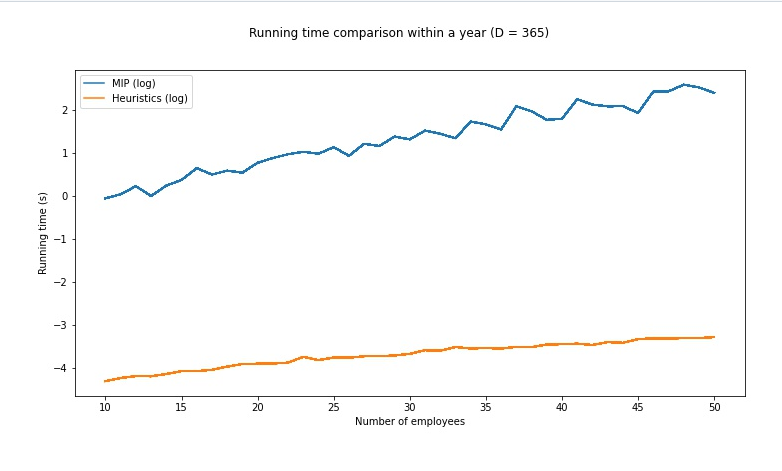 Running time comparison within a year (D = 365)
MIP (log)
Heuristics (log)
2
1
0
−1
−2
−3
−4
Running time (s)
10 15 20 25 30 35 40 45 50
Number of employees